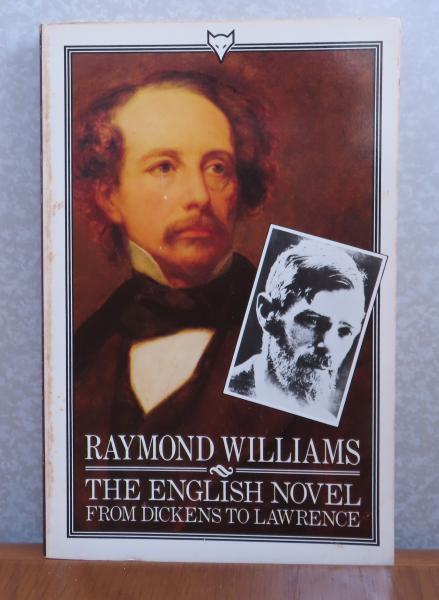 RAYMOND WILLIAMS
THE ENGLISH NOVEL
FROM DICKENS TO LAWRENCE